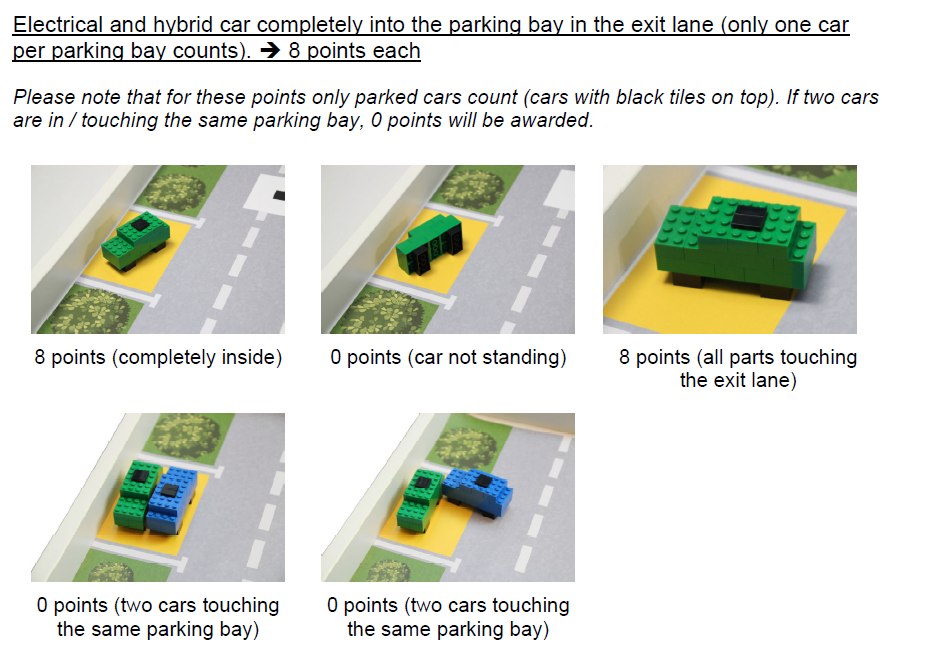 Electrical and hybrid car completely into the parking bay in the exit lane (only one car
per parking bay counts). ➔ 8 points each
Please note that for these points only parked cars count (cars with black tiles on top). If two cars
are in / touching the same parking bay, 0 points will be awarded.
8 points (completely inside)
0 points (car not standing)
8 points (all parts touching
the exit lane)
0 points (two cars touching
the same parking bay)
0 points (two cars touching
the same parking bay)